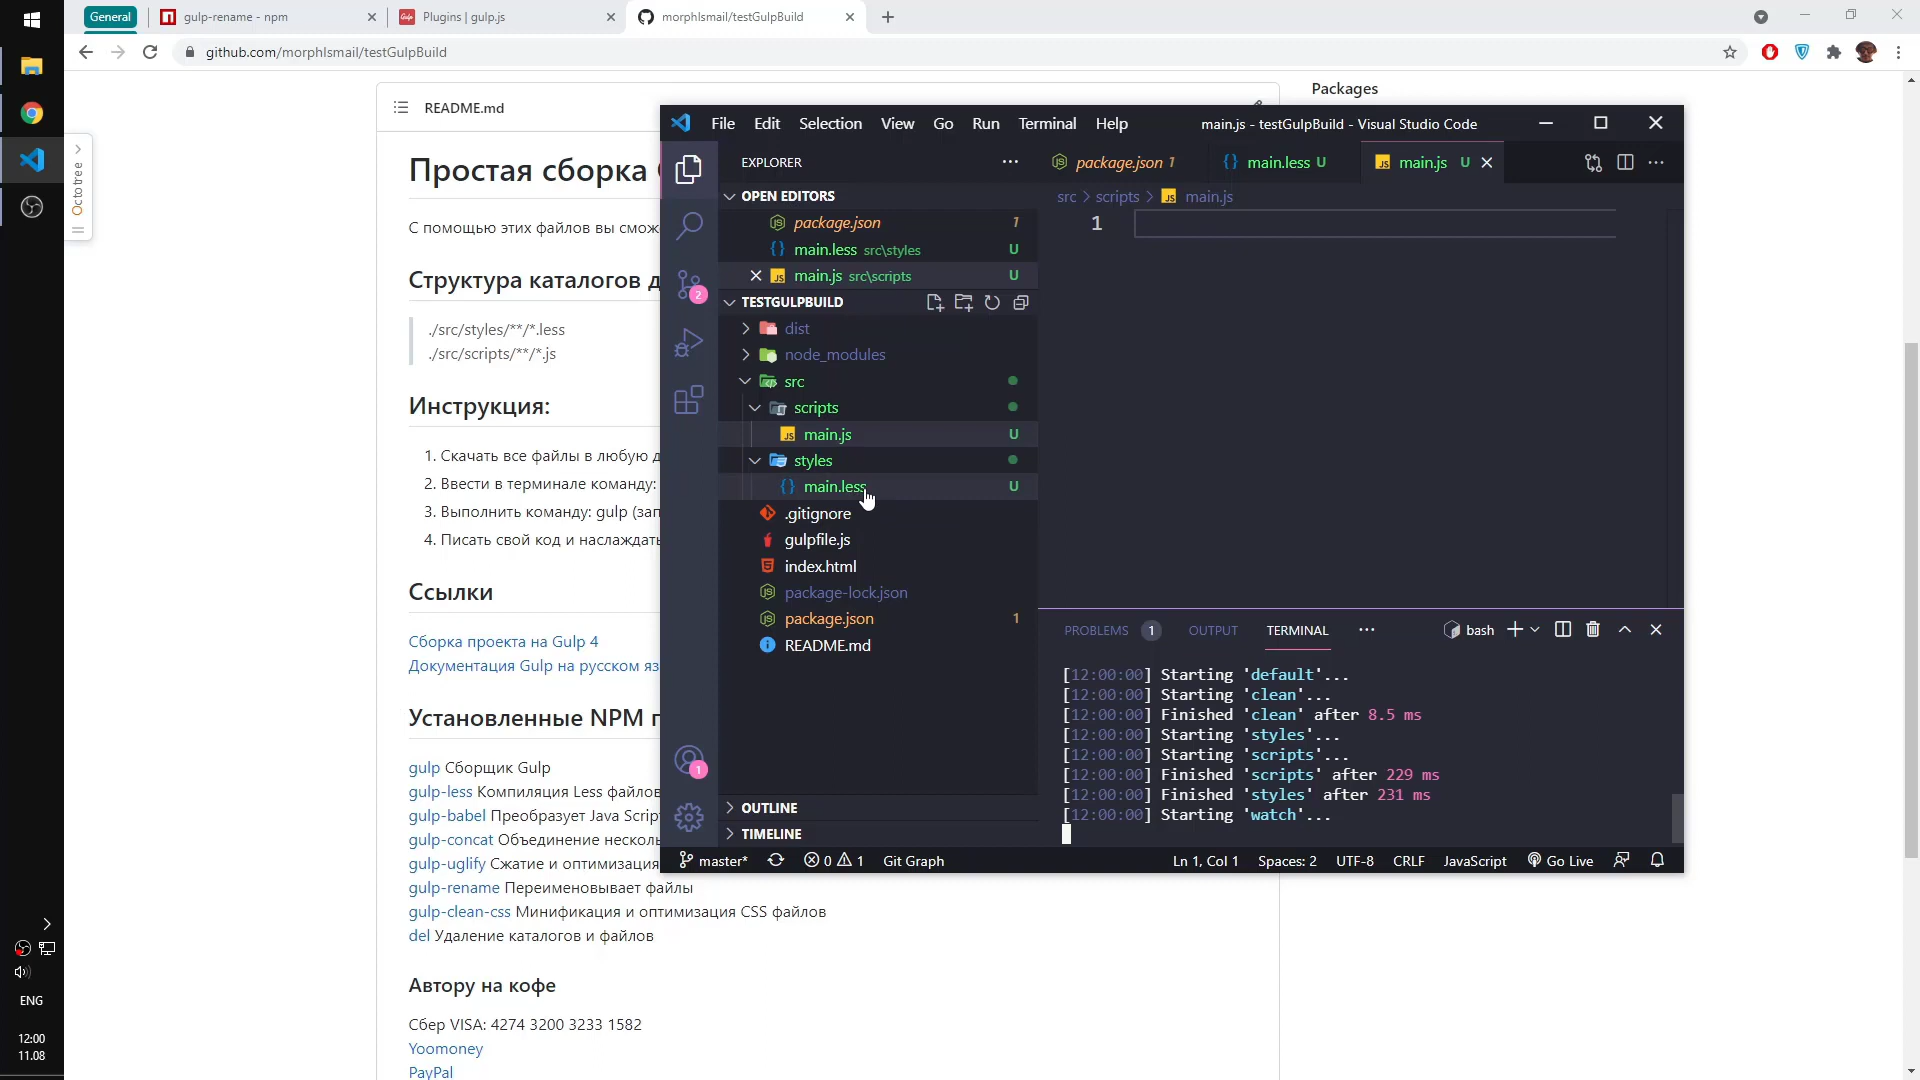 General
gulp-rename - npm
Plugins | gulp.js
morphIsmail/testGulpBuild
github.com/morphIsmail/testGulpBuild
Octotree
Packages
README.md
Простая сборка
С помощью этих файлов вы
Структура каталогов
./src/styles/**/*.less
./src/scripts/**/*.js
Инструкция:
1. Скачать все файлы в любую
2. Ввести в терминале команду:
3. Выполнить команду: gulp
4. Писать свой код и
Ссылки
Сборка проекта на Gulp 4
Документация Gulp на русском
Установленные NPM
gulp Сборщик Gulp
gulp-less Компиляция Less файлов
gulp-babel Преобразует Java
gulp-concat Объединение
gulp-uglify Сжатие и оптимизация
gulp-rename Переименовывает файлы
gulp-clean-css Минификация и оптимизация CSS файлов
del Удаление каталогов и файлов
Автору на кофе
Сбер VISA: 4274 3200 3233 1582
Yoomoney
PayPal
File Edit Selection View Go Run Terminal Help
main.js - testGulpBuild - Visual Studio Code
EXPLORER
package.json 1
main.less U
main.js U
OPEN EDITORS
src > scripts > JS main.js
package.json 1
main.less src\styles U
JS main.js src\scripts U
1
TESTGULPBUILD
dist
node_modules
src
scripts
JS main.js U
styles
main.less U
.gitignore
gulpfile.js
index.html
package-lock.json
package.json 1
README.md
OUTLINE
TIMELINE
2
1
PROBLEMS 1 OUTPUT TERMINAL
bash
[12:00:00] Starting 'default'...
[12:00:00] Starting 'clean'...
[12:00:00] Finished 'clean' after 8.5 ms
[12:00:00] Starting 'styles'...
[12:00:00] Starting 'scripts'...
[12:00:00] Finished 'scripts' after 229 ms
[12:00:00] Finished 'styles' after 231 ms
[12:00:00] Starting 'watch'...
master* 0 1 Git Graph
Ln 1, Col 1 Spaces: 2 UTF-8 CRLF JavaScript Go Live
ENG
12:00
11.08